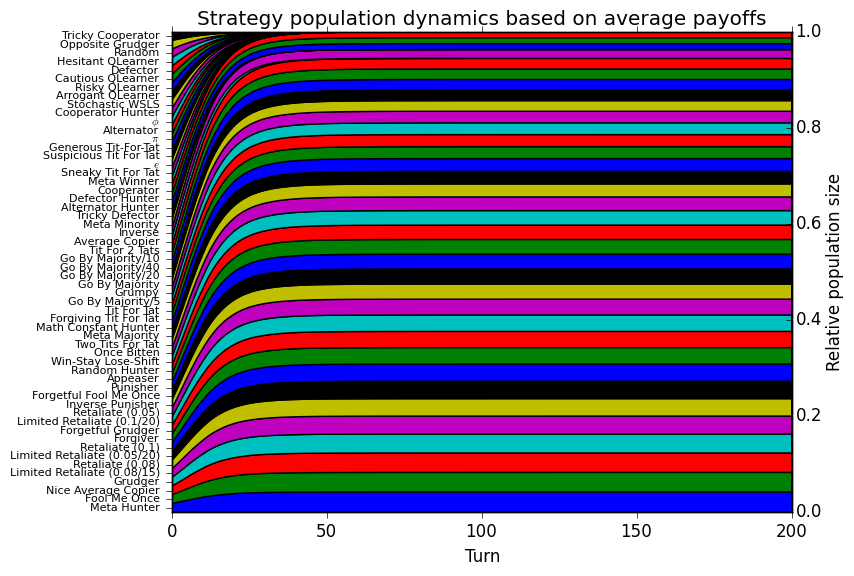 Strategy population dynamics based on average payoffs
Tricky Cooperator
Opposite Grudger
Random
Hesitant QLearner
Defector
Cautious QLearner
Risky QLearner
Arrogant QLearner
Stochastic WSLS
Cooperator Hunter
ϕ
Alternator
π
Generous Tit-For-Tat
Suspicious Tit For Tat
e
Sneaky Tit For Tat
Meta Winner
Cooperator
Defector Hunter
Alternator Hunter
Tricky Defector
Meta Minority
Inverse
Average Copier
Tit For 2 Tats
Go By Majority/10
Go By Majority/40
Go By Majority/20
Go By Majority
Grumpy
Go By Majority/5
Tit For Tat
Forgiving Tit For Tat
Math Constant Hunter
Meta Majority
Two Tits For Tat
Once Bitten
Win-Stay Lose-Shift
Random Hunter
Appeaser
Punisher
Forgetful Fool Me Once
Inverse Punisher
Retaliate (0.05)
Limited Retaliate (0.1/20)
Forgetful Grudger
Forgiver
Retaliate (0.1)
Limited Retaliate (0.05/20)
Retaliate (0.08)
Limited Retaliate (0.08/15)
Grudger
Nice Average Copier
Fool Me Once
Meta Hunter
0 50 100 150 200
Turn
1.0
0.8
0.6
0.4
0.2
0.0
Relative population size